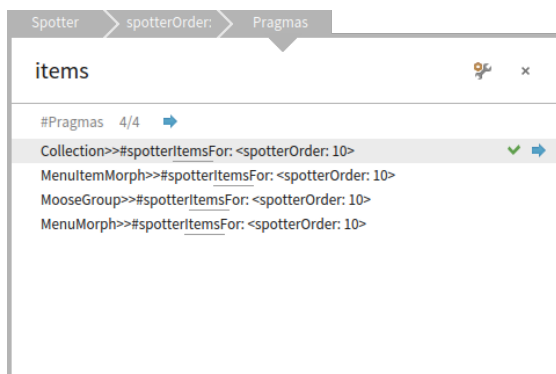 Spotter spotterOrder: Pragmas
items
#Pragmas 4/4
Collection>>#spotterItemsFor: <spotterOrder: 10>
MenuItemMorph>>#spotterItemsFor: <spotterOrder: 10>
MooseGroup>>#spotterItemsFor: <spotterOrder: 10>
MenuMorph>>#spotterItemsFor: <spotterOrder: 10>